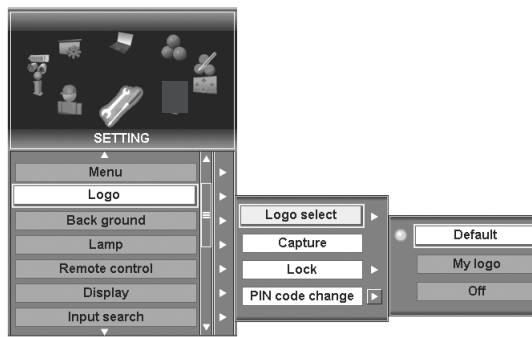 SETTING
Menu
Logo
Back ground
Lamp
Remote control
Display
Input search
Logo select
Capture
Lock
PIN code change
Default
My logo
Off